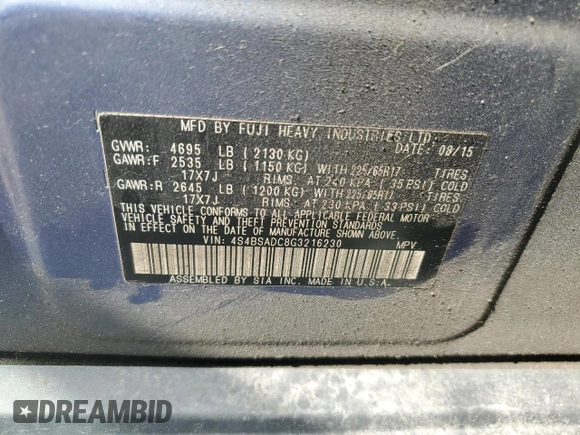 MFD BY FUJI HEAVY INDUSTRIES LTD.
GVWR: 4695 LB ( 2130 KG) DATE: 08/15
GAWR:F 2535 LB ( 1150 KG) WITH 225/65R17 TIRES
17X7J RIMS AT 240 KPA ( 35 PSI) COLD
GAWR:R 2645 LB ( 1200 KG) WITH 225/65R17 TIRES
17X7J RIMS AT 230 KPA ( 33 PSI) COLD
THIS VEHICLE CONFORMS TO ALL APPLICABLE FEDERAL MOTOR
VEHICLE SAFETY AND THEFT PREVENTION STANDARDS
IN EFFECT ON THE DATE OF MANUFACTURE SHOWN ABOVE
VIN: 4S4BSADC8G3216230 MPV
ASSEMBLED BY SIA INC. MADE IN U.S.A.
DREAMBID